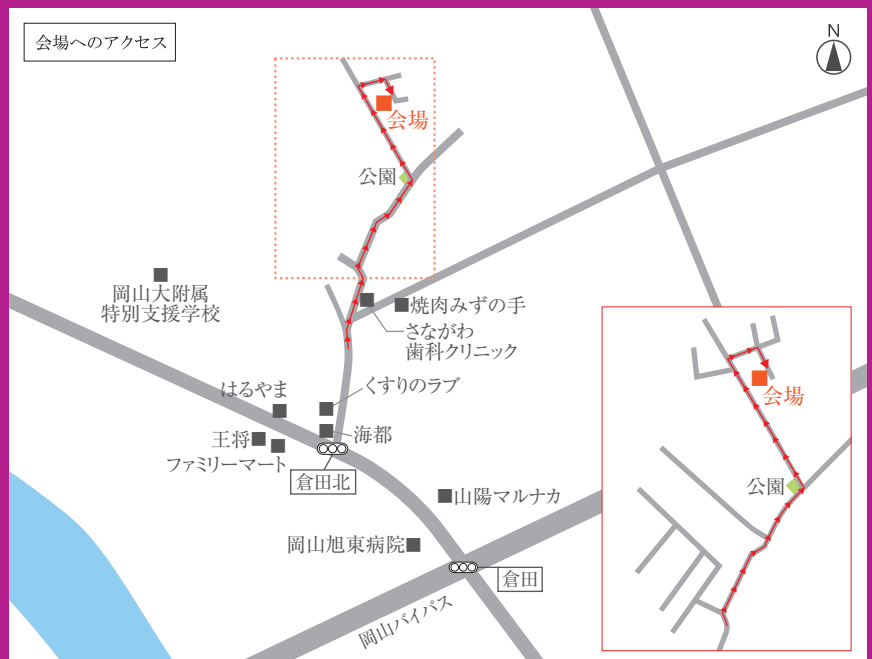 会場へのアクセス
N
会場
公園
岡山大附属
特別支援学校
焼肉みずの手
さながわ
歯科クリニック
はるやま
くすりのラブ
王将
海都
ファミリーマート
倉田北
山陽マルナカ
岡山旭東病院
倉田
岡山バイパス
会場
公園